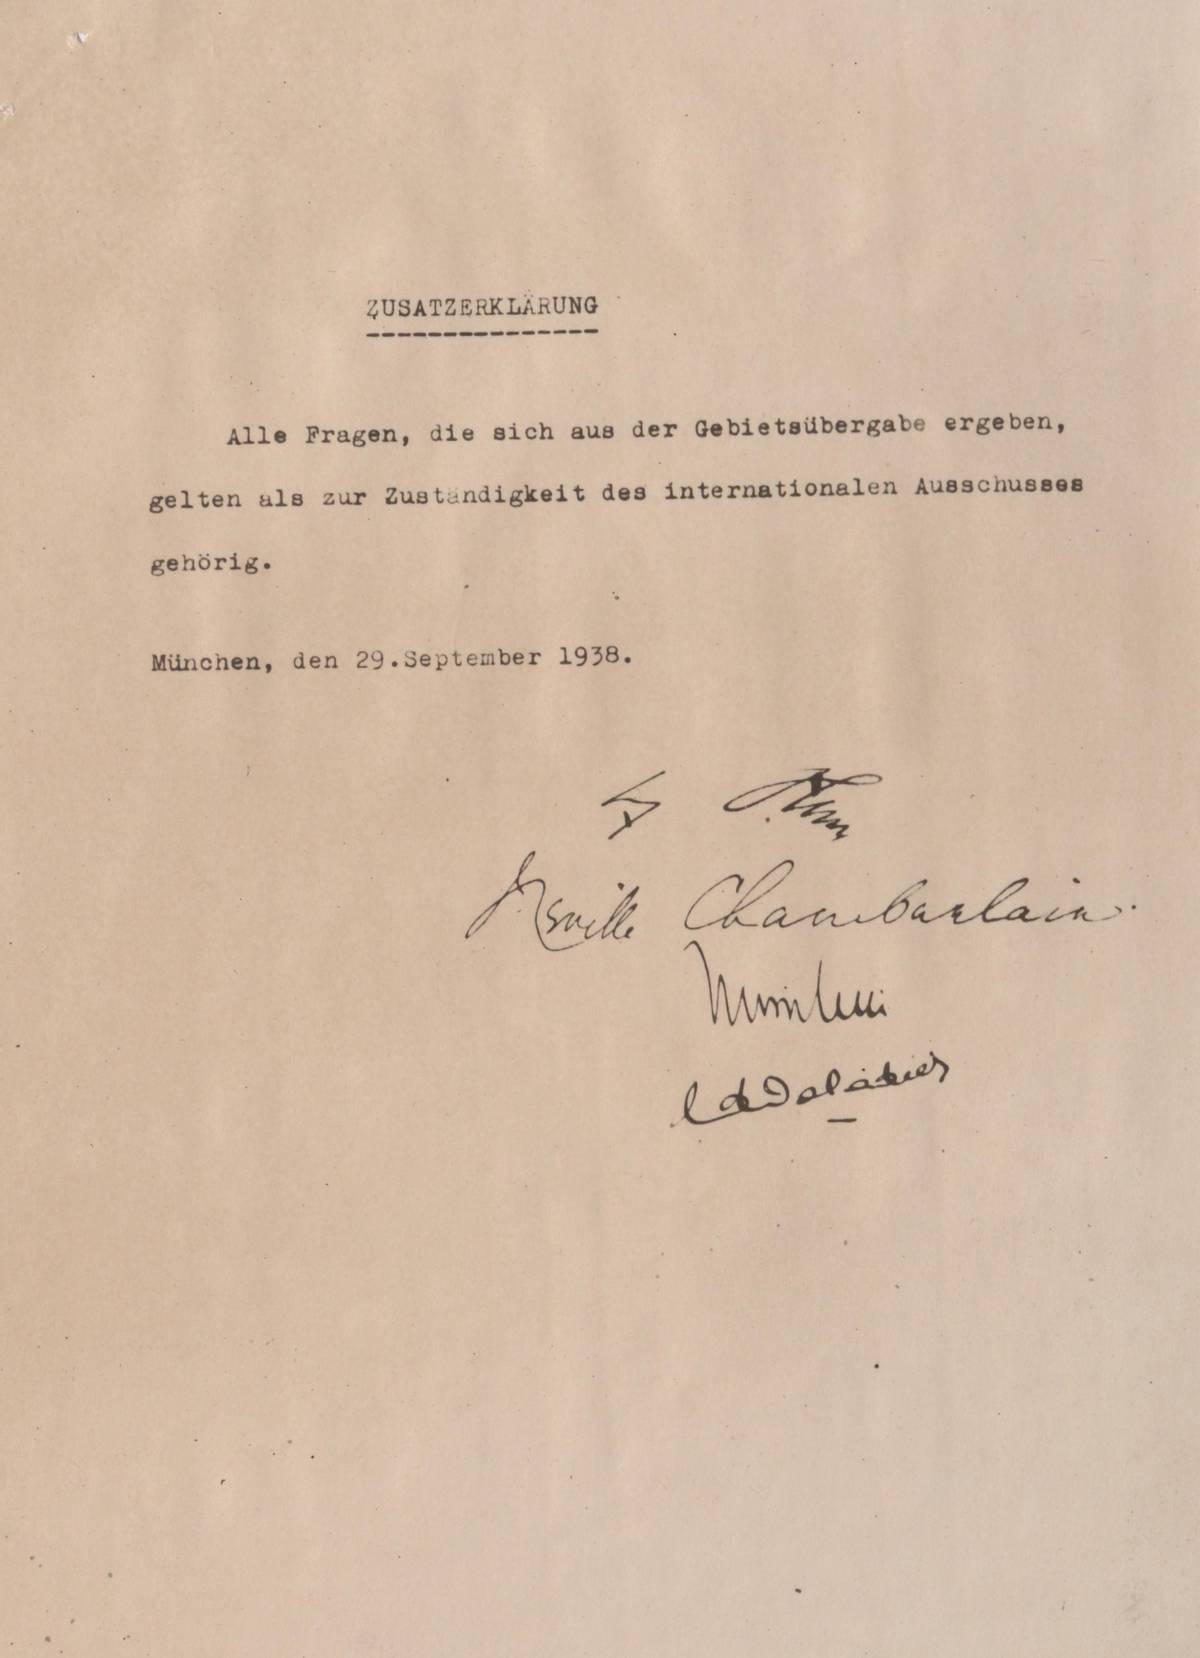 ZUSATZERKLÄRUNG
Alle Fragen, die sich aus der Gebietsübergabe ergeben,
gelten als zur Zuständigkeit des internationalen Ausschusses
gehörig.
München, den 29.September 1938.
Neville Chamberlain.
Mussolini
Ed Daladier